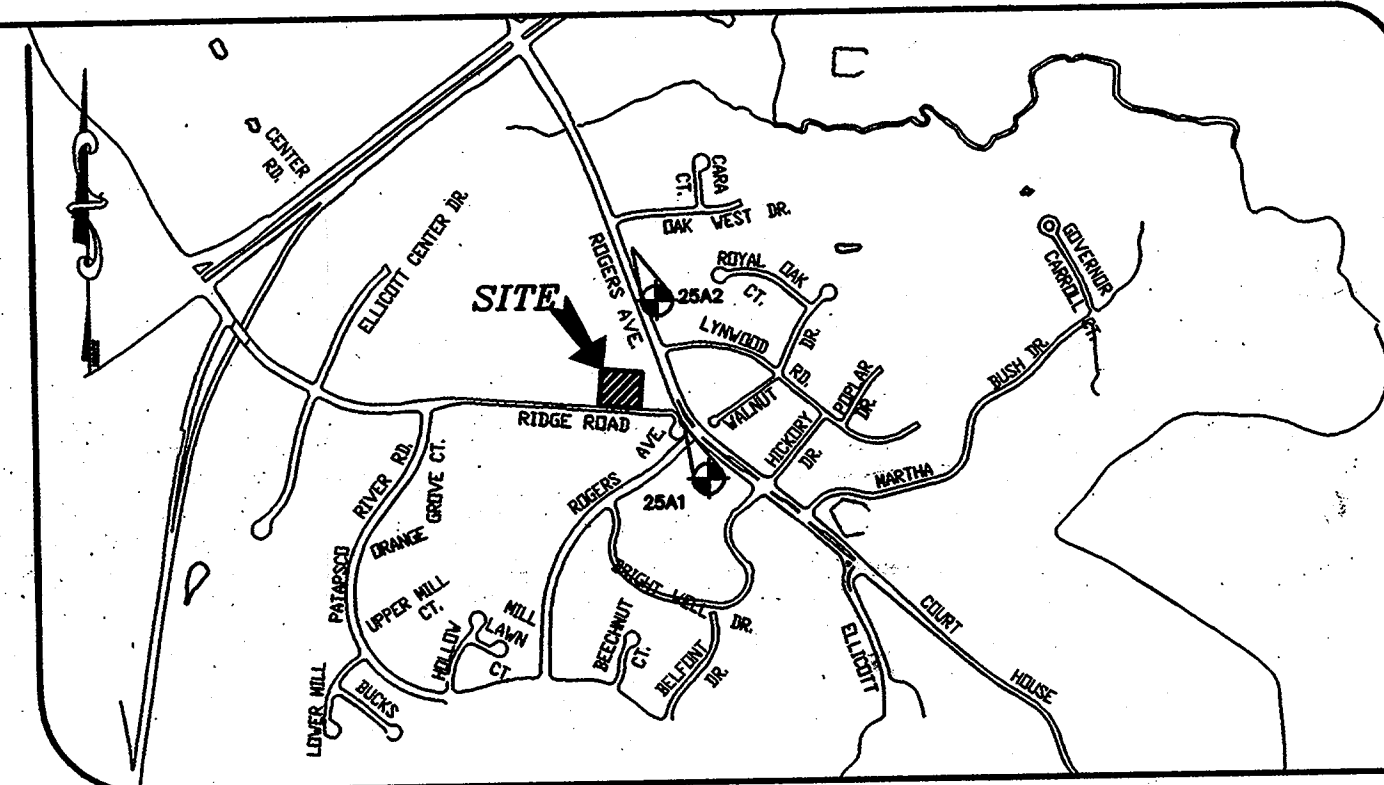 CENTER
RD.
CARA
CT.
OAK WEST DR.
ELLICOTT CENTER DR.
ROGERS AVE.
ROYAL OAK
CT.
DR.
GOVERNOR
CARROLL CT.
SITE
25A2
LYNWOOD
RD.
POPLAR
DR.
BUSH DR.
WALNUT
RIDGE ROAD
HICKORY
DR.
MARTHA
ROGERS AVE.
25A1
PATAPSCO RIVER RD.
ORANGE GROVE CT.
UPPER MILL
CT.
BRIGHT WELL DR.
HOLLOW
MILL
LAWN
CT
BEECHNUT
CT.
BELFONT
DR.
ELLICOTT
COURT
HOUSE
LOWER MILL
BUCKS